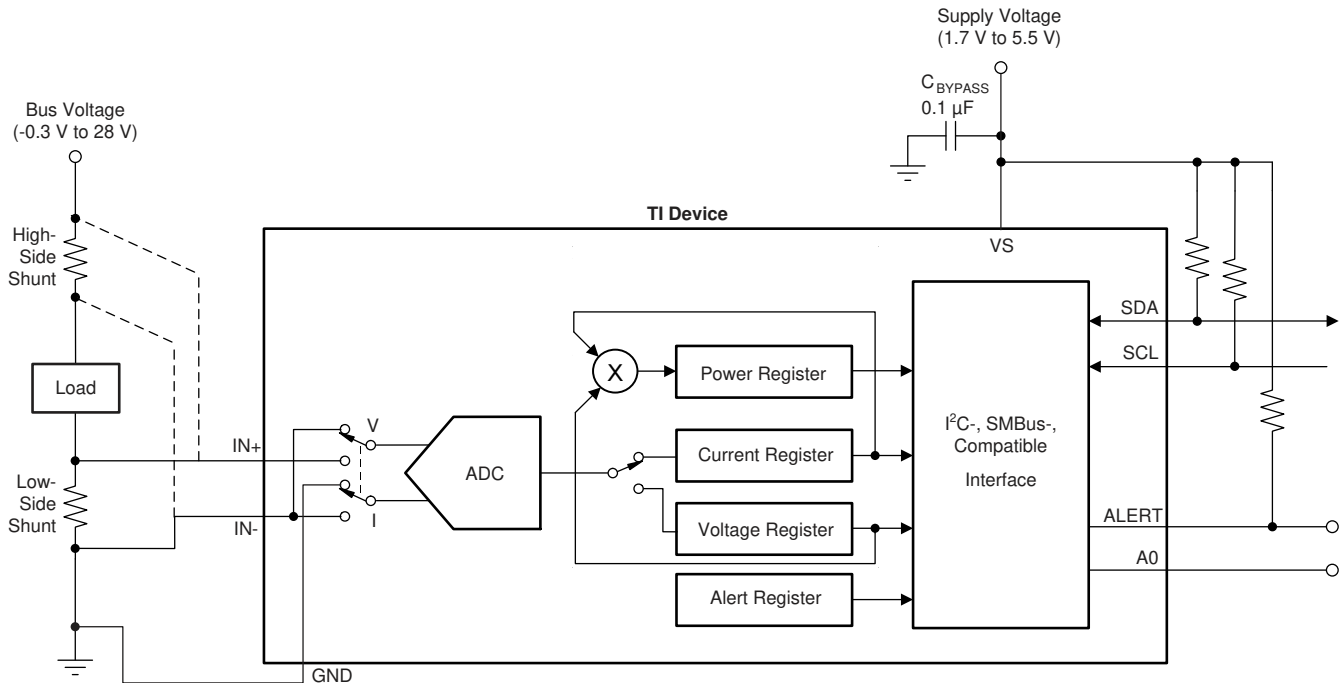 Supply Voltage
(1.7 V to 5.5 V)
C BYPASS
0.1 µF
Bus Voltage
(-0.3 V to 28 V)
TI Device
VS
High-
Side
Shunt
SDA
SCL
Power Register
Load
X
I²C-, SMBus-,
Compatible
Interface
V
IN+
ADC
Current Register
Low-
Side
Shunt
IN-
I
Voltage Register
ALERT
A0
Alert Register
GND